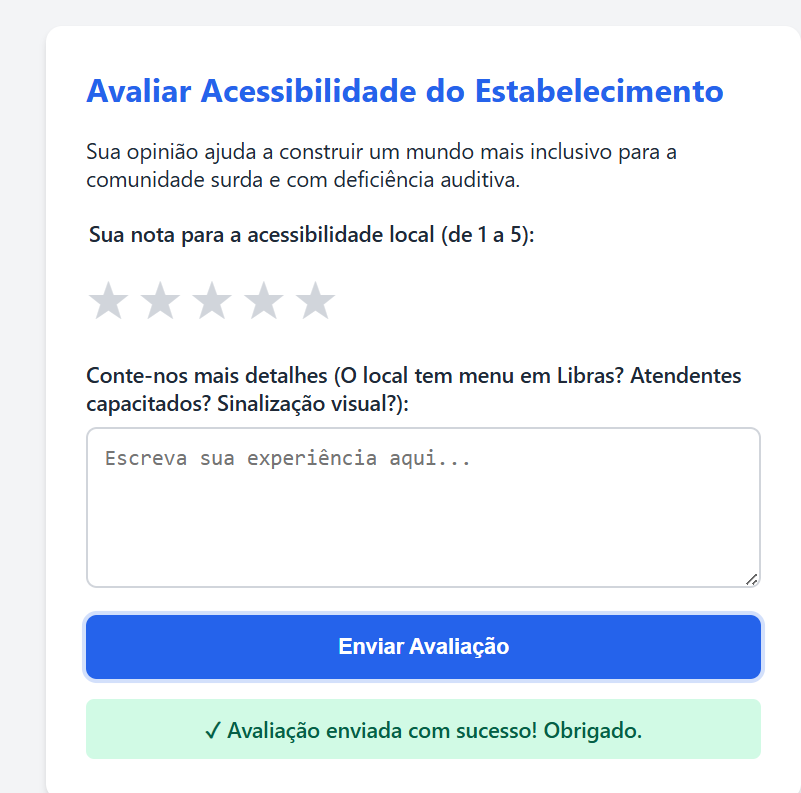 Avaliar Acessibilidade do Estabelecimento
Sua opinião ajuda a construir um mundo mais inclusivo para a
comunidade surda e com deficiência auditiva.
Sua nota para a acessibilidade local (de 1 a 5):
★ ★ ★ ★ ★
Conte-nos mais detalhes (O local tem menu em Libras? Atendentes
capacitados? Sinalização visual?):
Escreva sua experiência aqui...
Enviar Avaliação
✓ Avaliação enviada com sucesso! Obrigado.